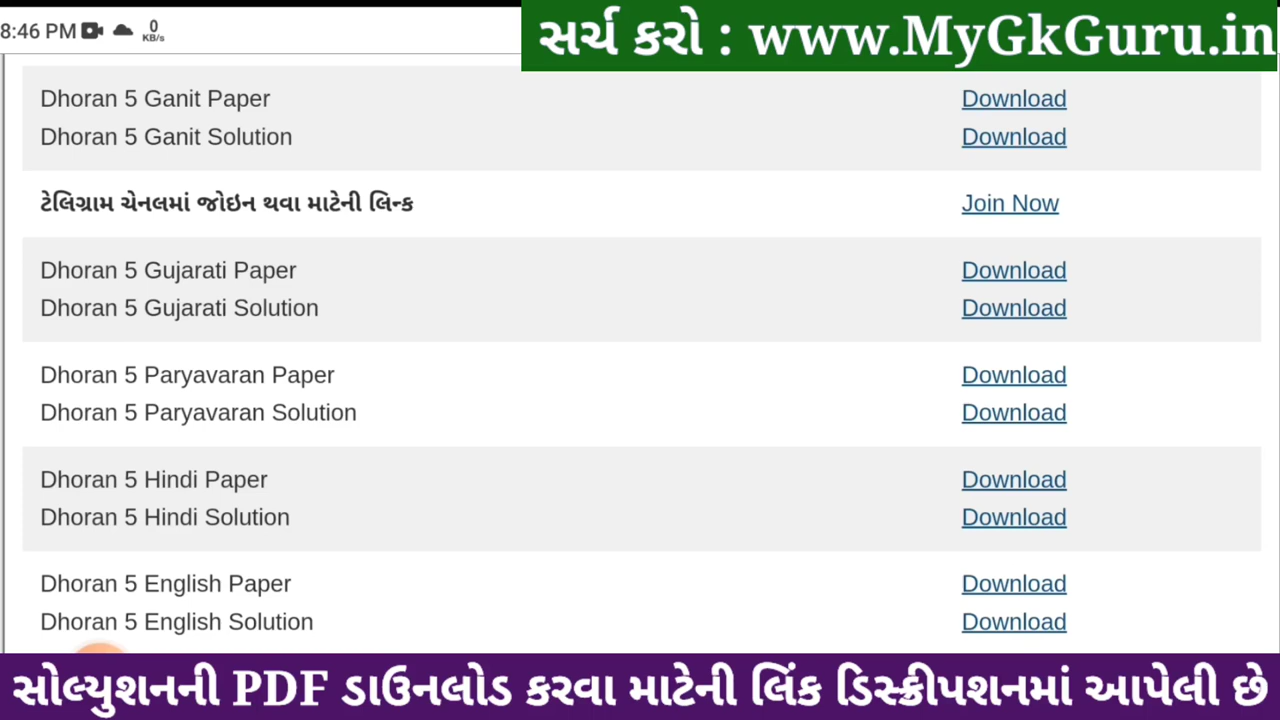 8:46 PM 0 KB/s
સર્ચ કરો : www.MyGkGuru.in
Dhoran 5 Ganit Paper Download
Dhoran 5 Ganit Solution Download
ટેલિગ્રામ ચેનલમાં જોઇન થવા માટેની લિન્ક Join Now
Dhoran 5 Gujarati Paper Download
Dhoran 5 Gujarati Solution Download
Dhoran 5 Paryavaran Paper Download
Dhoran 5 Paryavaran Solution Download
Dhoran 5 Hindi Paper Download
Dhoran 5 Hindi Solution Download
Dhoran 5 English Paper Download
Dhoran 5 English Solution Download
સોલ્યુશનની PDF ડાઉનલોડ કરવા માટેની લિંક ડિસ્ક્રીપશનમાં આપેલી છે